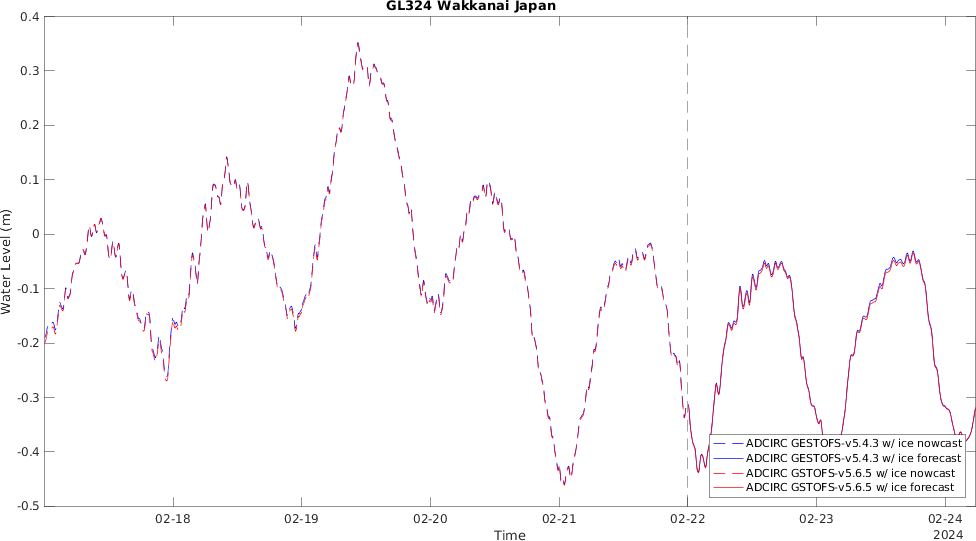 GL324 Wakkanai Japan
Water Level (m)
0.4
0.3
0.2
0.1
0
-0.1
-0.2
-0.3
-0.4
-0.5
ADCIRC GESTOFS-v5.4.3 w/ ice nowcast
ADCIRC GESTOFS-v5.4.3 w/ ice forecast
ADCIRC GSTOFS-v5.6.5 w/ ice nowcast
ADCIRC GSTOFS-v5.6.5 w/ ice forecast
02-18 02-19 02-20 02-21 02-22 02-23 02-24
Time 2024